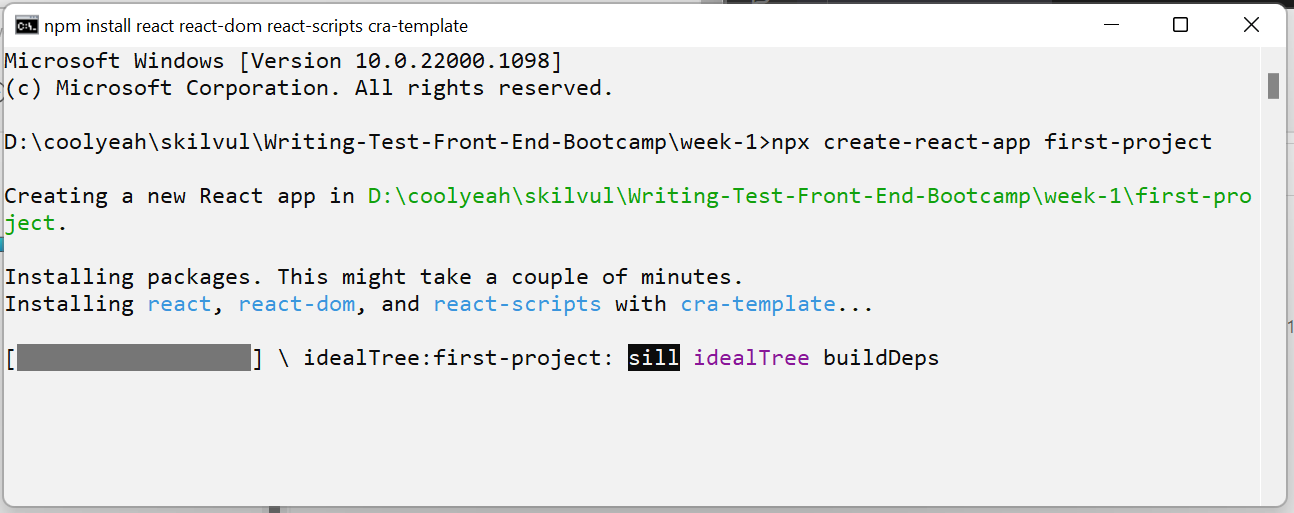 npm install react react-dom react-scripts cra-template
Microsoft Windows [Version 10.0.22000.1098]
(c) Microsoft Corporation. All rights reserved.
D:\coolyeah\skilvul\Writing-Test-Front-End-Bootcamp\week-1>npx create-react-app first-project
Creating a new React app in D:\coolyeah\skilvul\Writing-Test-Front-End-Bootcamp\week-1\first-pro
ject.
Installing packages. This might take a couple of minutes.
Installing react, react-dom, and react-scripts with cra-template...
[                  ] \ idealTree:first-project: sill idealTree buildDeps